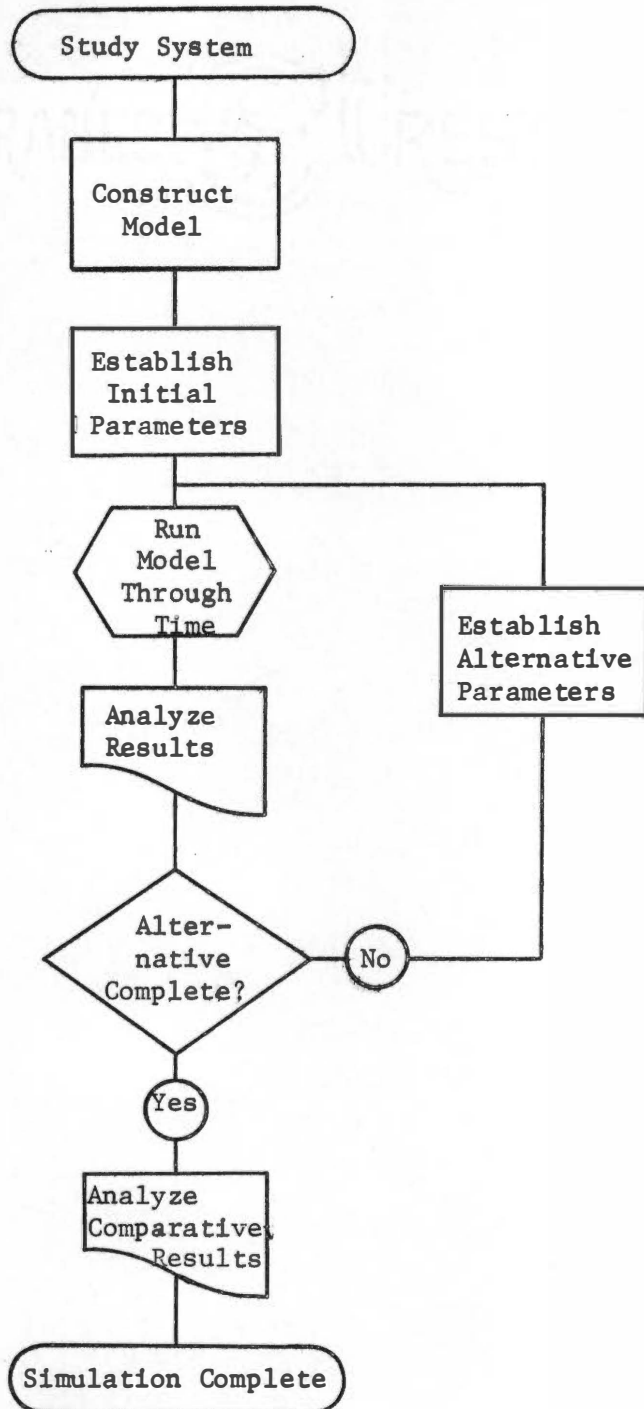 Study System
Construct
Model
Establish
Initial
Parameters
Run
Model
Through
Time
Establish
Alternative
Parameters
Analyze
Results
Alter-
native
Complete?
No
Yes
Analyze
Comparative
Results
Simulation Complete